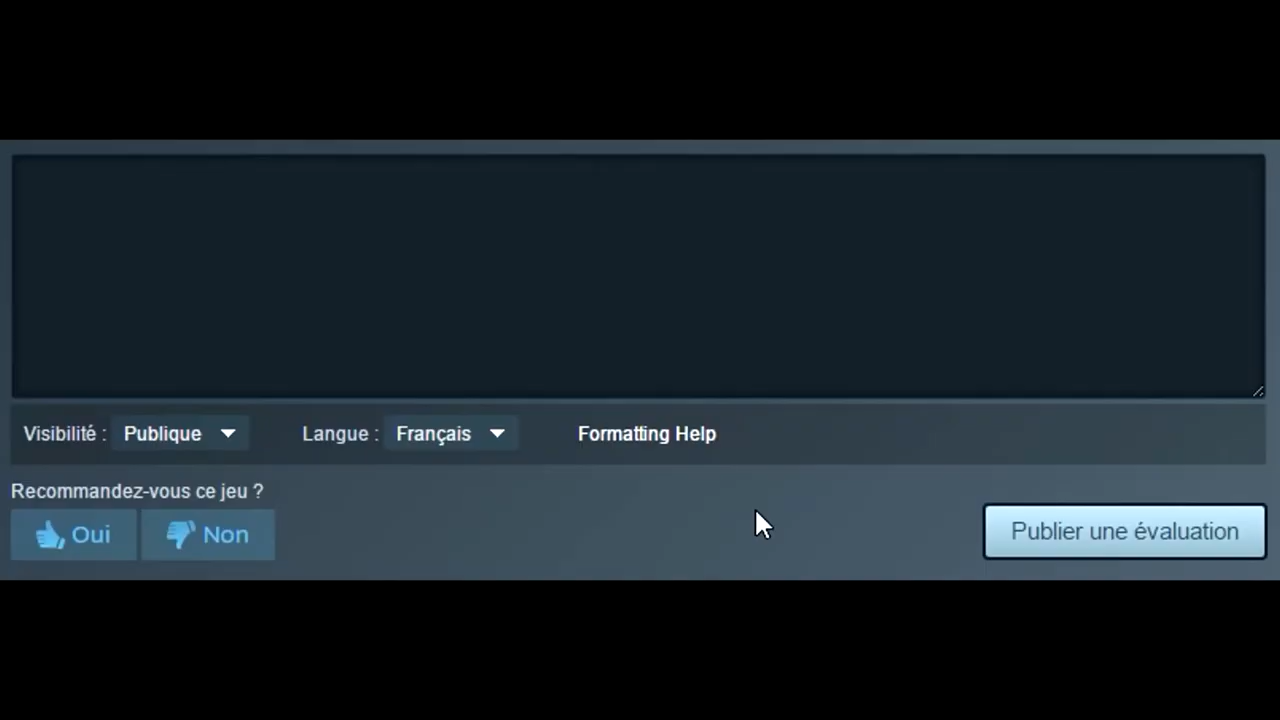 Visibilité : Publique Langue : Français Formatting Help
Recommandez-vous ce jeu ?
Oui Non Publier une évaluation